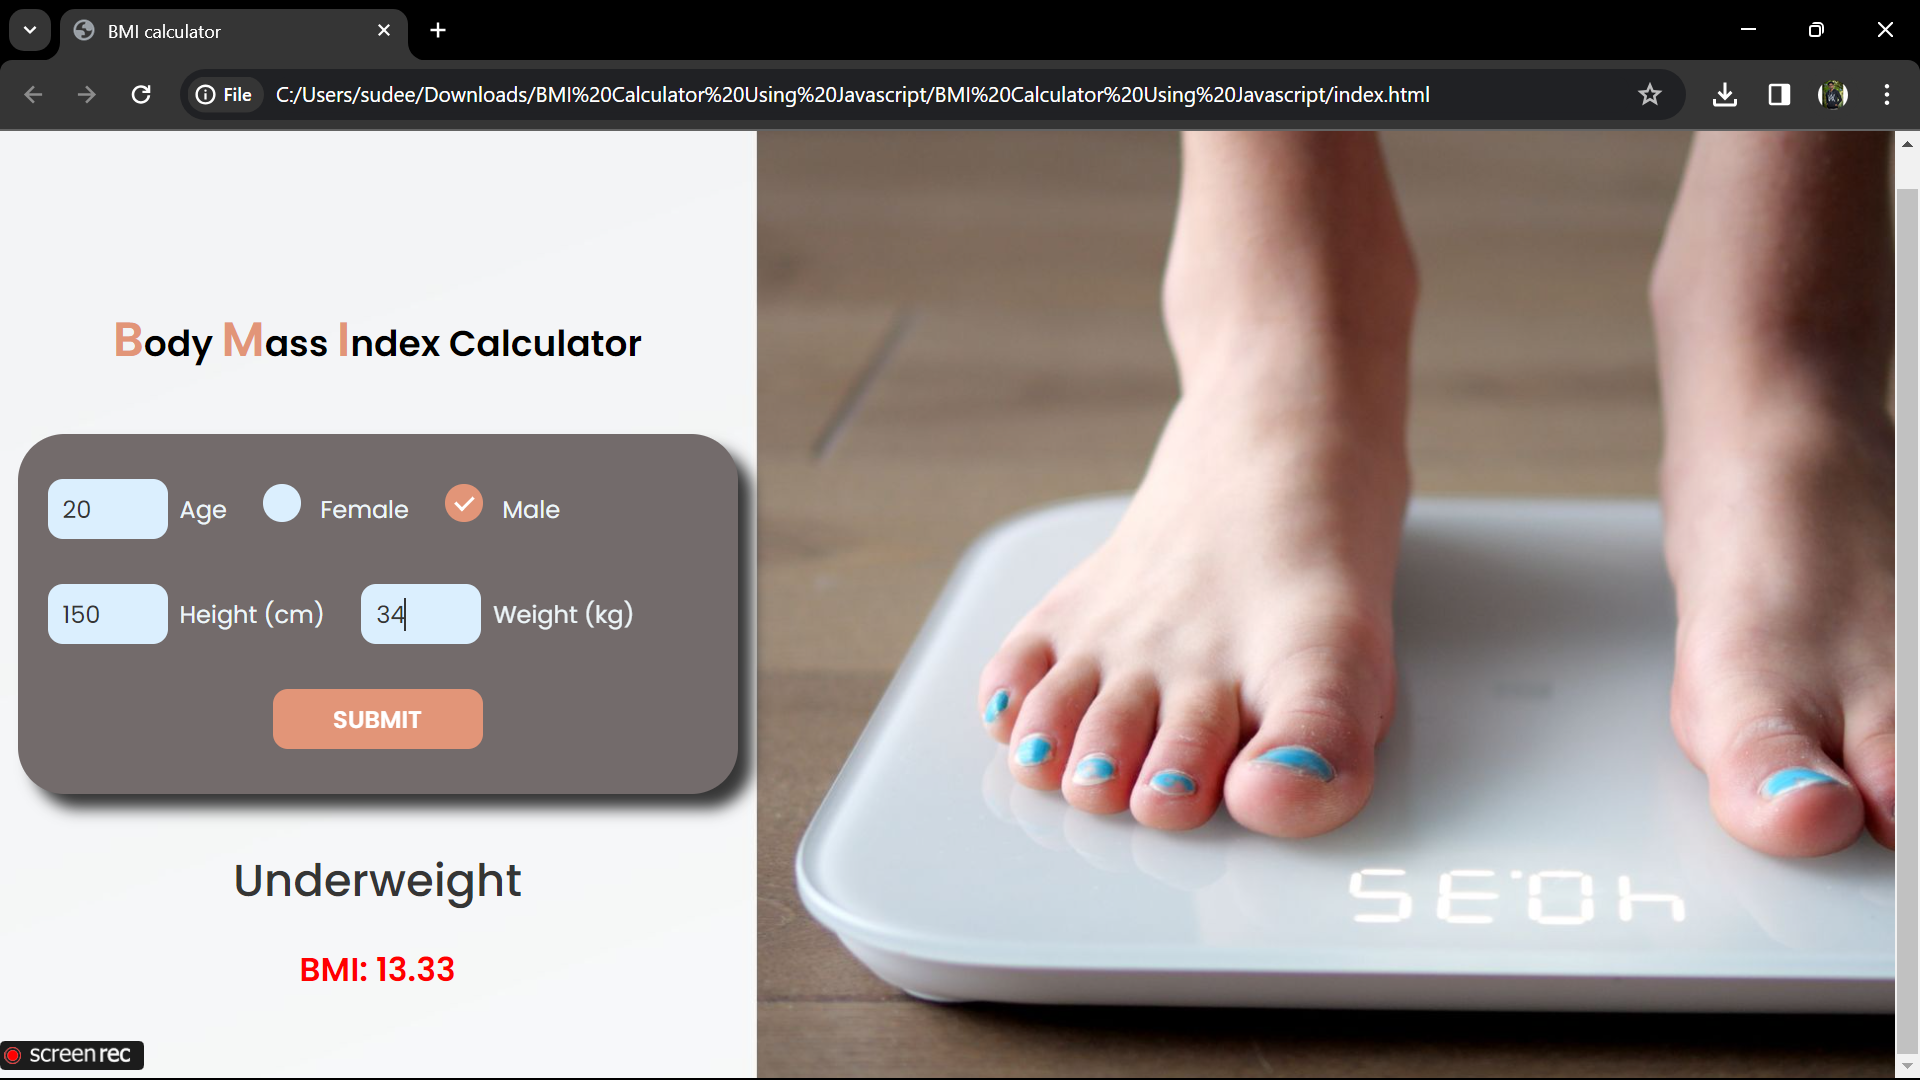 BMI calculator
File C:/Users/sudee/Downloads/BMI%20Calculator%20Using%20Javascript/BMI%20Calculator%20Using%20Javascript/index.html
Body Mass Index Calculator
20 Age Female Male
150 Height (cm) 34 Weight (kg)
SUBMIT
Underweight
BMI: 13.33
screenrec